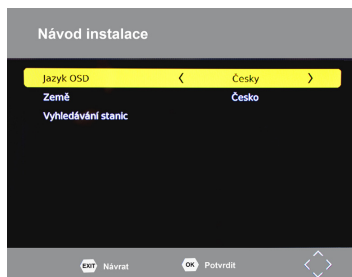 Návod instalace
Jazyk OSD Česky
Země Česko
Vyhledávání stanic
EXIT Návrat OK Potvrdit